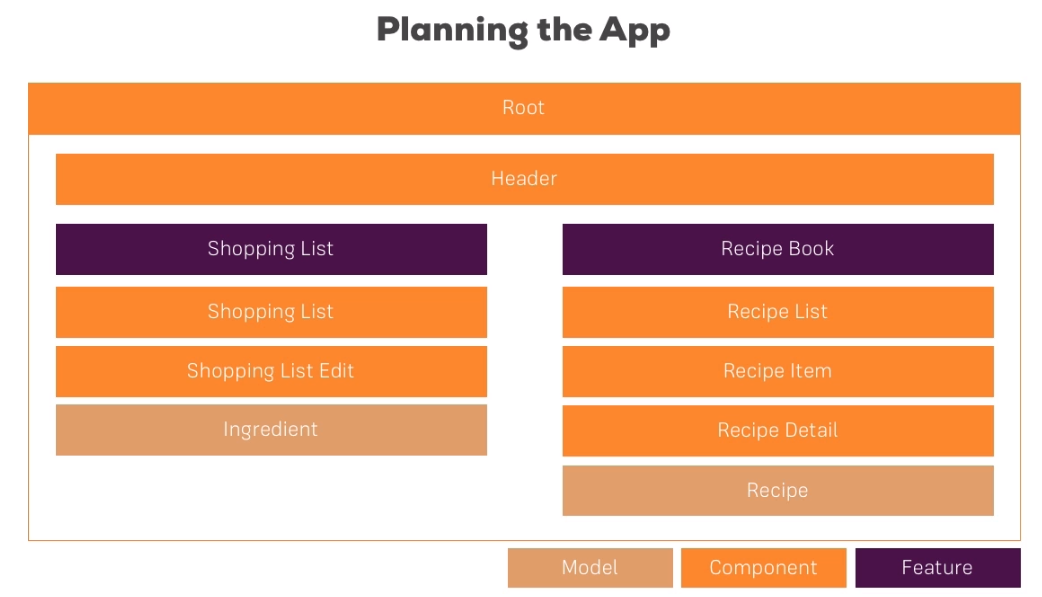 Planning the App
Root
Header
Shopping List
Recipe Book
Shopping List
Recipe List
Shopping List Edit
Recipe Item
Ingredient
Recipe Detail
Recipe
Model
Component
Feature